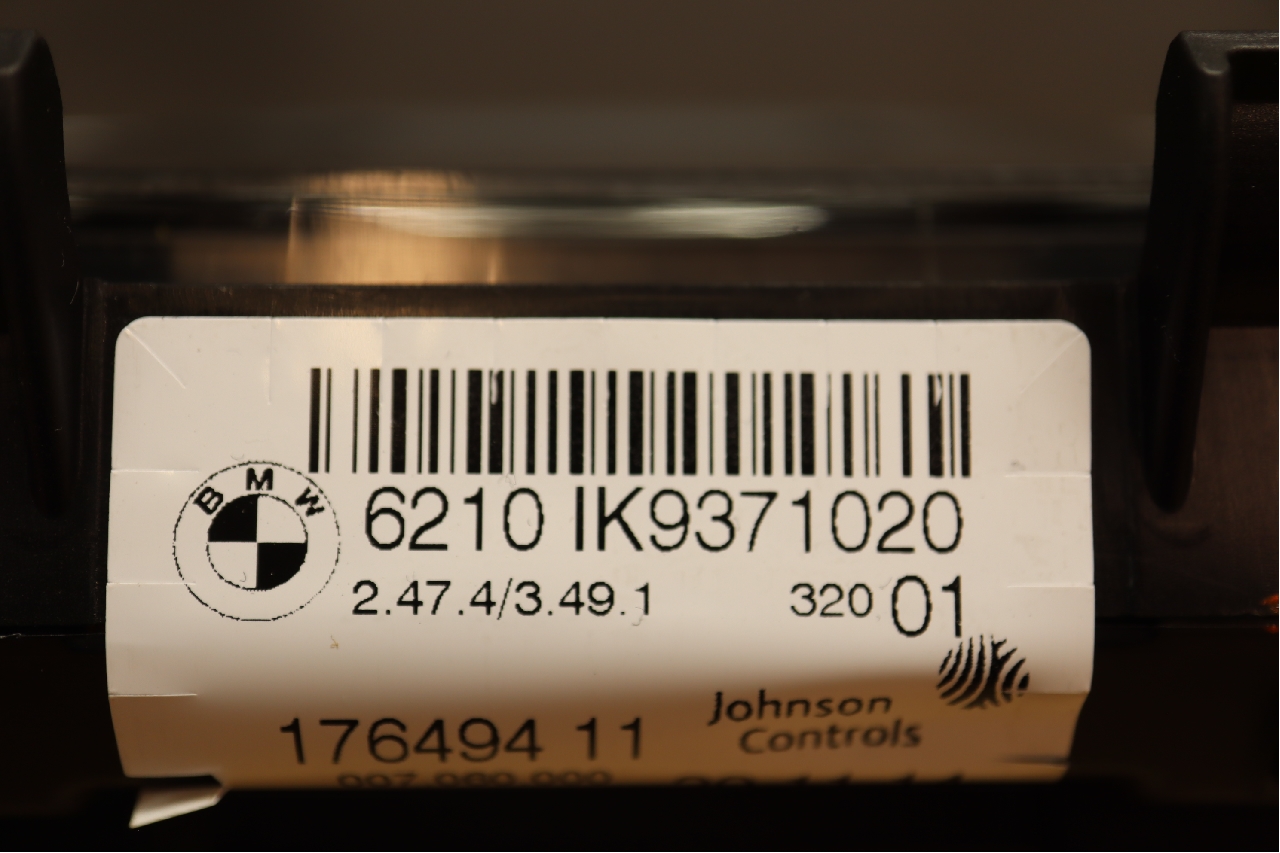 BMW
6210 IK9371020
2.47.4/3.49.1 320 01
Johnson
Controls
176494 11